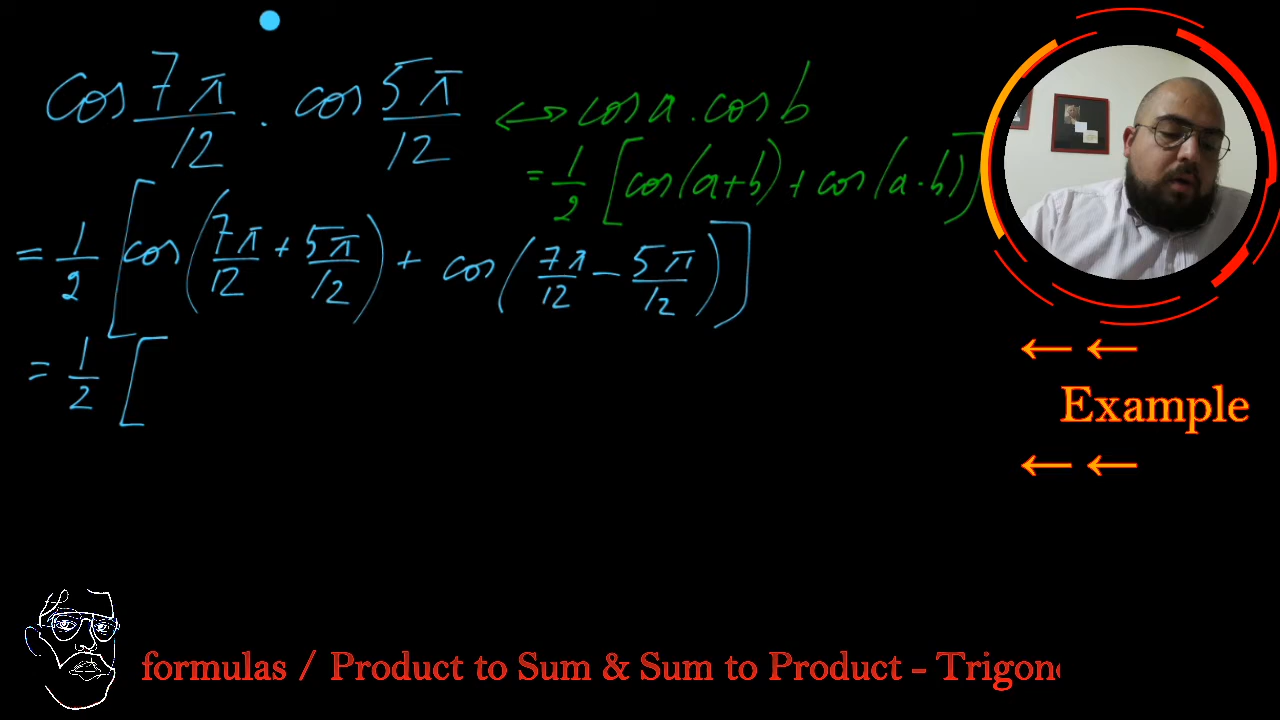 cos 7π/12 . cos 5π/12 ↔ cos a . cos b
= 1/2 [cos(a+b) + cos(a-b)]
= 1/2 [cos(7π/12 + 5π/12) + cos(7π/12 - 5π/12)]
= 1/2 [
← ←
Example
← ←
formulas / Product to Sum & Sum to Product - Trigon